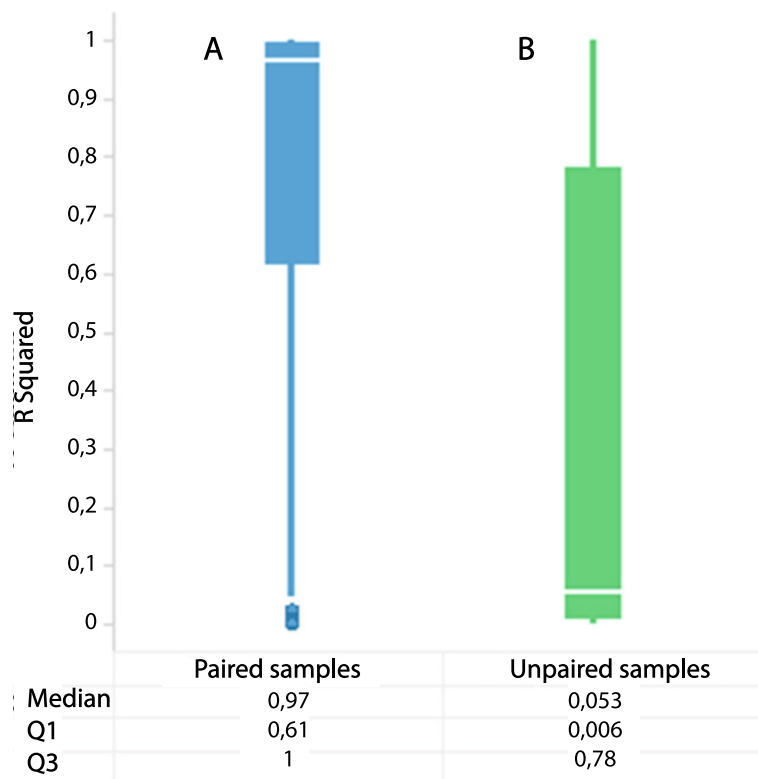 A B
1
0,9
0,8
0,7
0,6
0,5
0,4
0,3
0,2
0,1
0
R Squared
Paired samples Unpaired samples
Median 0,97 0,053
Q1 0,61 0,006
Q3 1 0,78